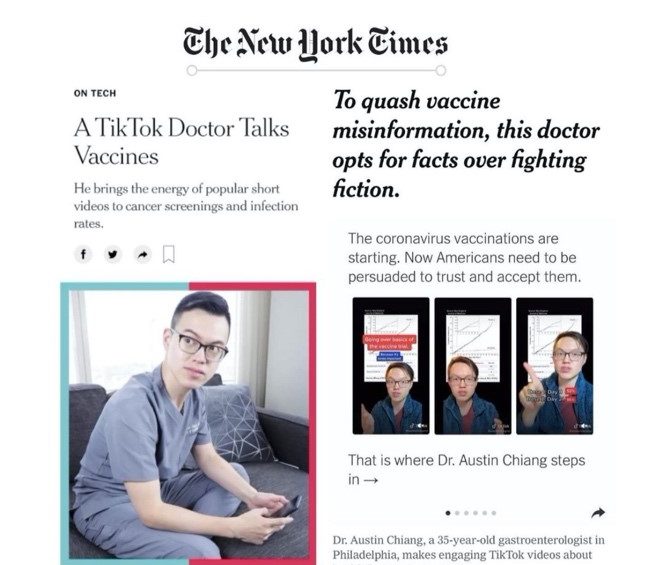 The New York Times
ON TECH
A TikTok Doctor Talks
Vaccines
He brings the energy of popular short
videos to cancer screenings and infection
rates.
To quash vaccine
misinformation, this doctor
opts for facts over fighting
fiction.
The coronavirus vaccinations are
starting. Now Americans need to be
persuaded to trust and accept them.
Going over basics of
the vaccine trial
That is where Dr. Austin Chiang steps
in →
Dr. Austin Chiang, a 35-year-old gastroenterologist in
Philadelphia, makes engaging TikTok videos about